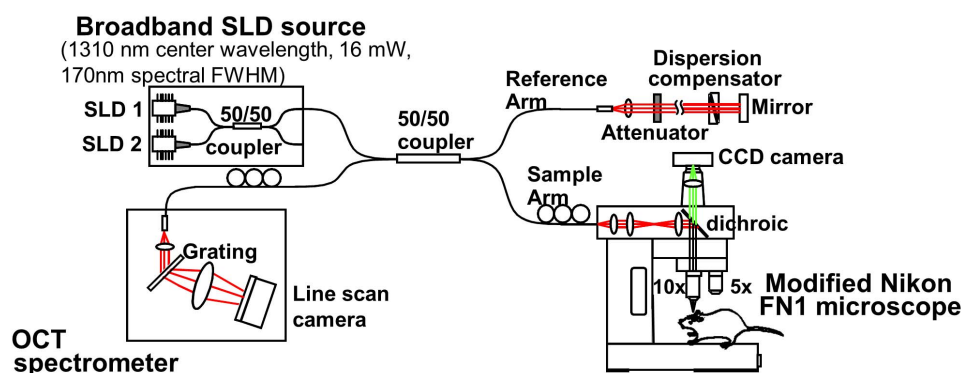 Broadband SLD source
(1310 nm center wavelength, 16 mW,
170nm spectral FWHM)
SLD 1
SLD 2
50/50
coupler
50/50
coupler
Reference
Arm
Attenuator
Dispersion
compensator
Mirror
CCD camera
Sample
Arm
dichroic
10x
5x
Modified Nikon
FN1 microscope
Grating
Line scan
camera
OCT
spectrometer